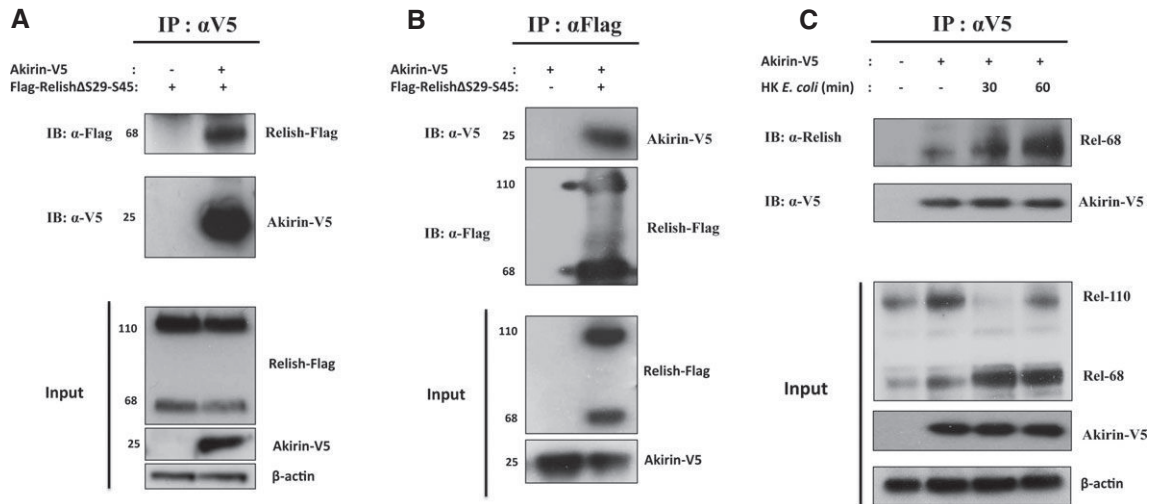 A
IP : αV5
Akirin-V5 : - +
Flag-RelishΔS29-S45: + +
IB: α-Flag 68 Relish-Flag
IB: α-V5 25 Akirin-V5
Input
110
Relish-Flag
68
25 Akirin-V5
β-actin
B
IP : αFlag
Akirin-V5 : + +
Flag-RelishΔS29-S45: - +
IB: α-V5 25 Akirin-V5
110
IB: α-Flag Relish-Flag
68
Input
110
Relish-Flag
68
25 Akirin-V5
C
IP : αV5
Akirin-V5 : - + + +
HK E. coli (min) : - - 30 60
IB: α-Relish Rel-68
IB: α-V5 Akirin-V5
Input
Rel-110
Rel-68
Akirin-V5
β-actin